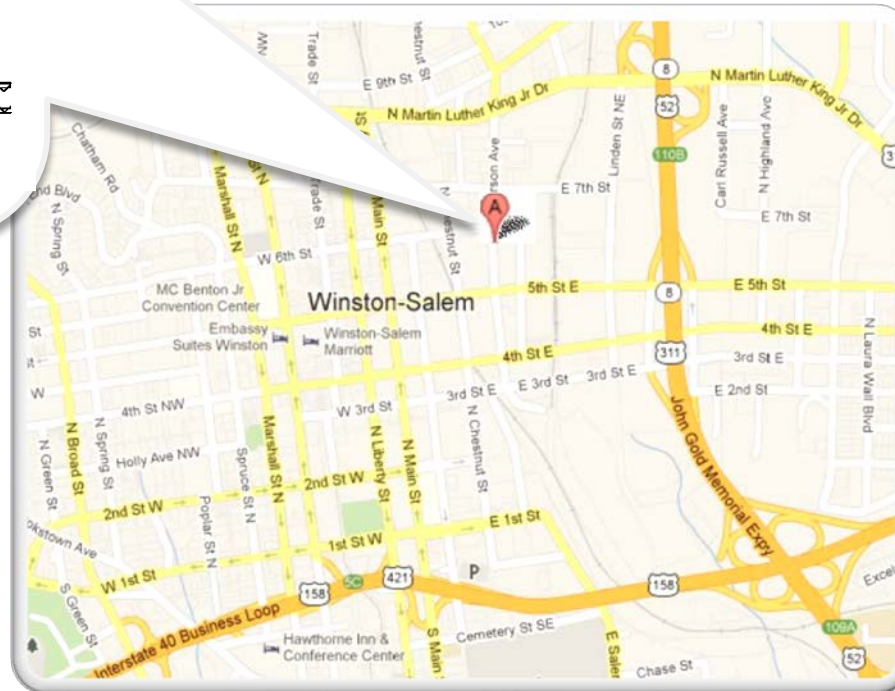 Trade St
E 9th St
N Martin Luther King Jr Dr
8
N Martin Luther King Jr Dr
52
Linden St NE
Carl Russell Ave
N Highland Ave
110B
Chatham Rd
End Blvd
N Spring St
Marshall St N
Trade St
Main St
A
E 7th St
E 7th St
W 6th St
MC Benton Jr
Convention Center
Winston-Salem
5th St E
8
E 5th St
Embassy
Suites Winston
Winston-Salem
Marriott
4th St E
4th St E
311
3rd St E
N Laura Wall Blvd
St
W
4th St NW
W 3rd St
3rd St E
E 3rd St
3rd St E
E 2nd St
N Green St
N Broad St
N Spring St
Holly Ave NW
Spruce St N
Marshall St N
N Liberty St
N Main St
N Chestnut St
John Gold Memorial Expy
2nd St W
2nd St W
Poplar St N
E 1st St
1st St W
W 1st St
5C
421
P
158
158
S Green St
Interstate 40 Business Loop
Hawthorne Inn &
Conference Center
S Main
Cemetery St SE
E Saler
Chase St
109A
52